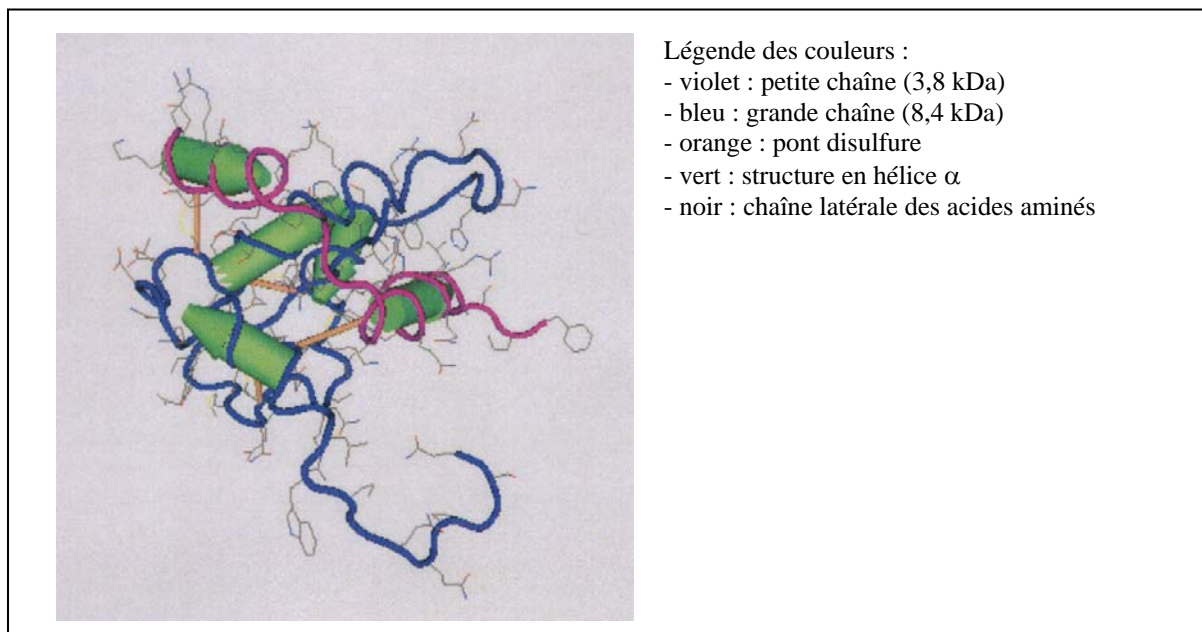 Légende des couleurs :
- violet : petite chaîne (3,8 kDa)
- bleu : grande chaîne (8,4 kDa)
- orange : pont disulfure
- vert : structure en hélice α
- noir : chaîne latérale des acides aminés